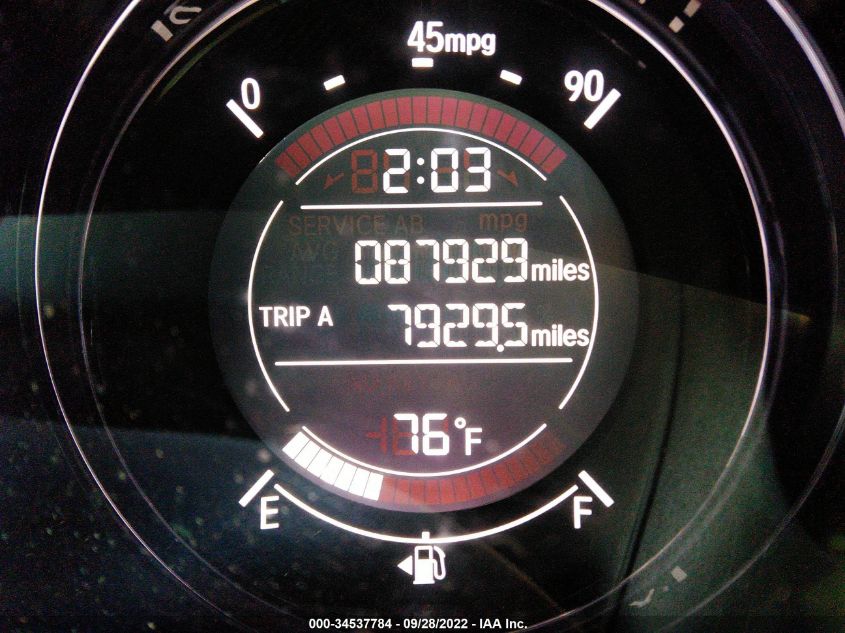 45mpg
0 90
2:03
SERVICE AB mpg
087929 miles
TRIP A 7929.5 miles
76°F
E F
000-34537784 - 09/28/2022 - IAA Inc.